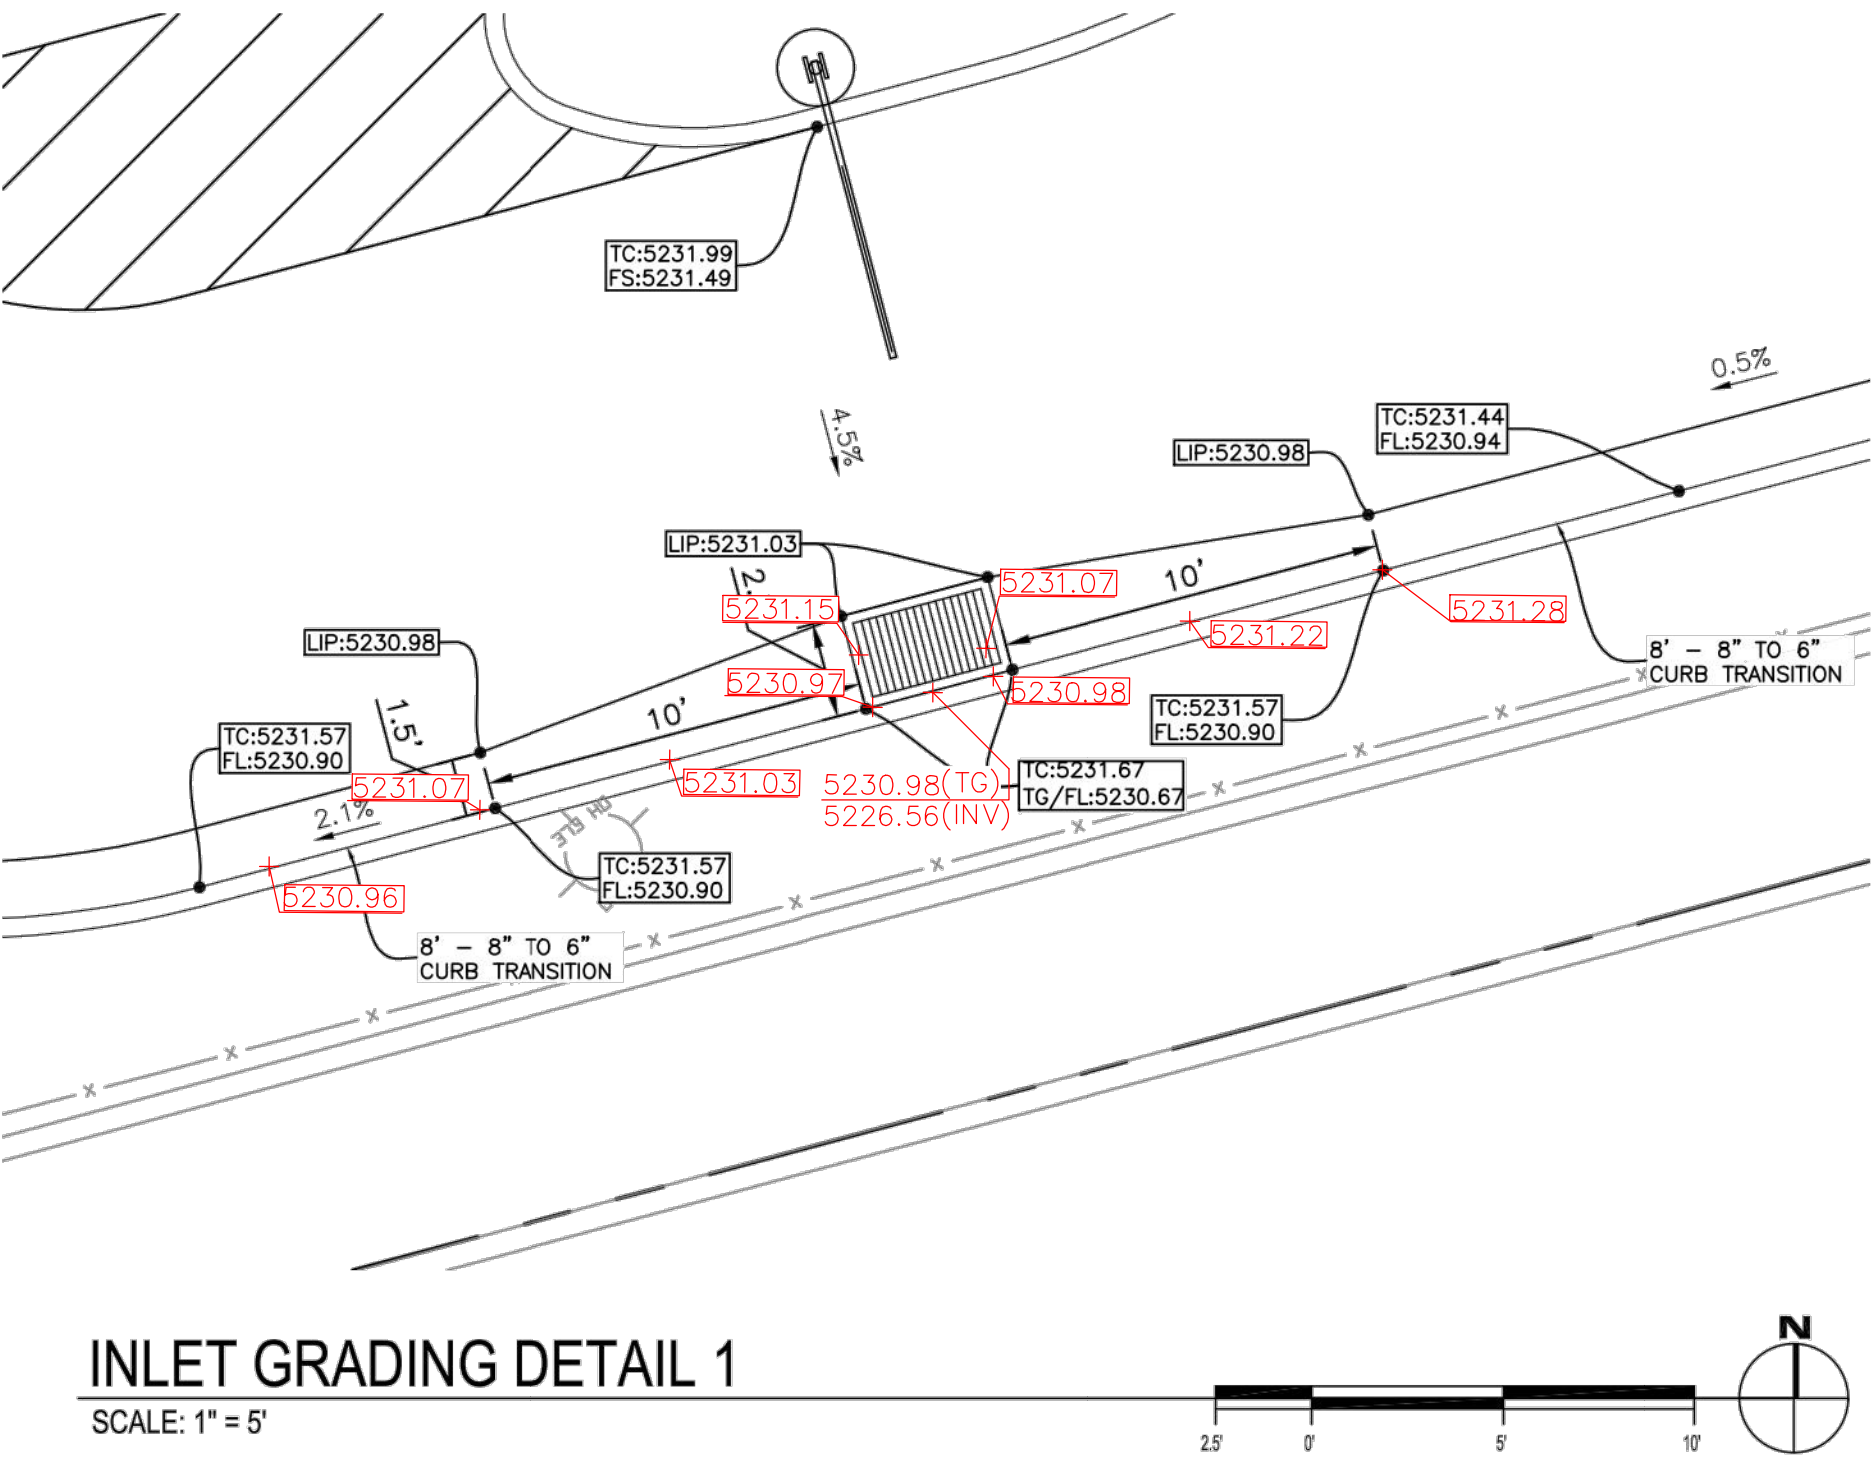 TC:5231.99
FS:5231.49
0.5%
4.5%
TC:5231.44
FL:5230.94
LIP:5230.98
LIP:5231.03
10'
5231.07
5231.15
5231.28
5231.22
LIP:5230.98
8' - 8" TO 6"
CURB TRANSITION
5230.97
5230.98
10'
TC:5231.57
FL:5230.90
1.5'
TC:5231.57
FL:5230.90
5231.07
5231.03
5230.98(TG)
5226.56(INV)
TC:5231.67
TG/FL:5230.67
2.1%
OH ELE
TC:5231.57
FL:5230.90
5230.96
8' - 8" TO 6"
CURB TRANSITION
INLET GRADING DETAIL 1
SCALE: 1" = 5'
2.5'
0'
5'
10'
N